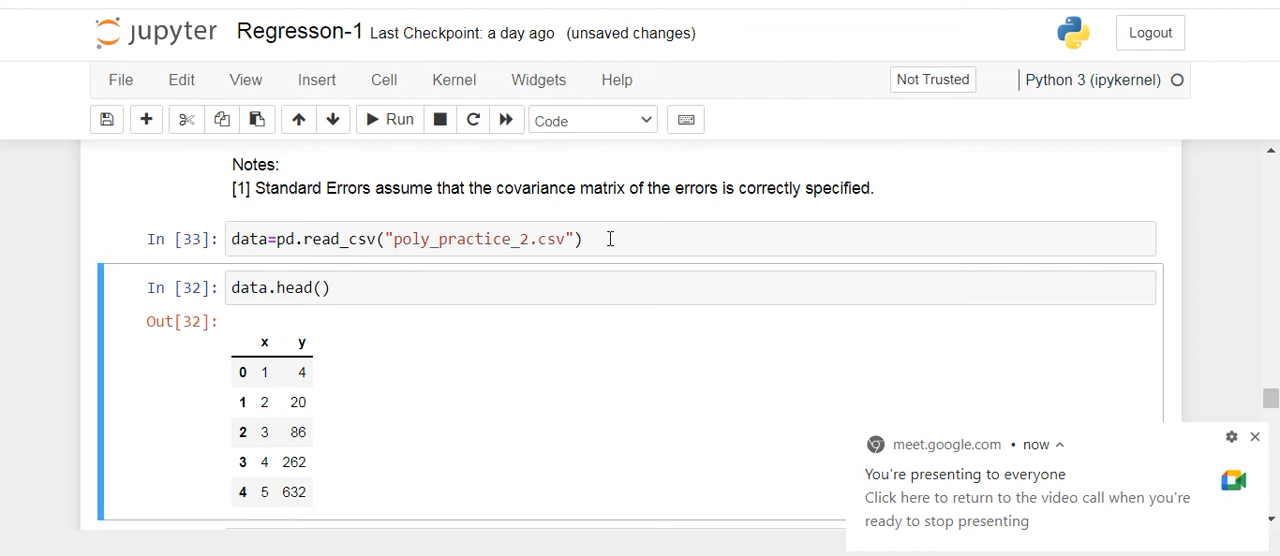 jupyter Regresson-1 Last Checkpoint: a day ago (unsaved changes) Logout
File Edit View Insert Cell Kernel Widgets Help Not Trusted Python 3 (ipykernel)
Run Code
Notes:
[1] Standard Errors assume that the covariance matrix of the errors is correctly specified.
In [33]: data=pd.read_csv("poly_practice_2.csv")
In [32]: data.head()
Out[32]:
x y
0 1 4
1 2 20
2 3 86
3 4 262
4 5 632
meet.google.com • now
You're presenting to everyone
Click here to return to the video call when you're
ready to stop presenting